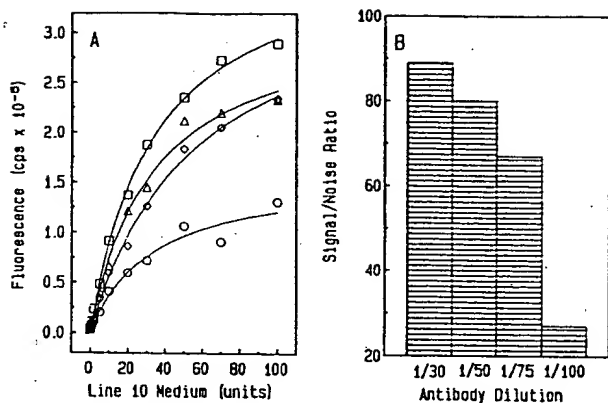 A
3.0
2.5
2.0
1.5
1.0
0.5
0.0
Fluorescence (cps x 10⁻⁶)
0 20 40 60 80 100
Line 10 Medium (units)
B
100
80
60
40
20
Signal/Noise Ratio
1/30 1/50 1/75 1/100
Antibody Dilution